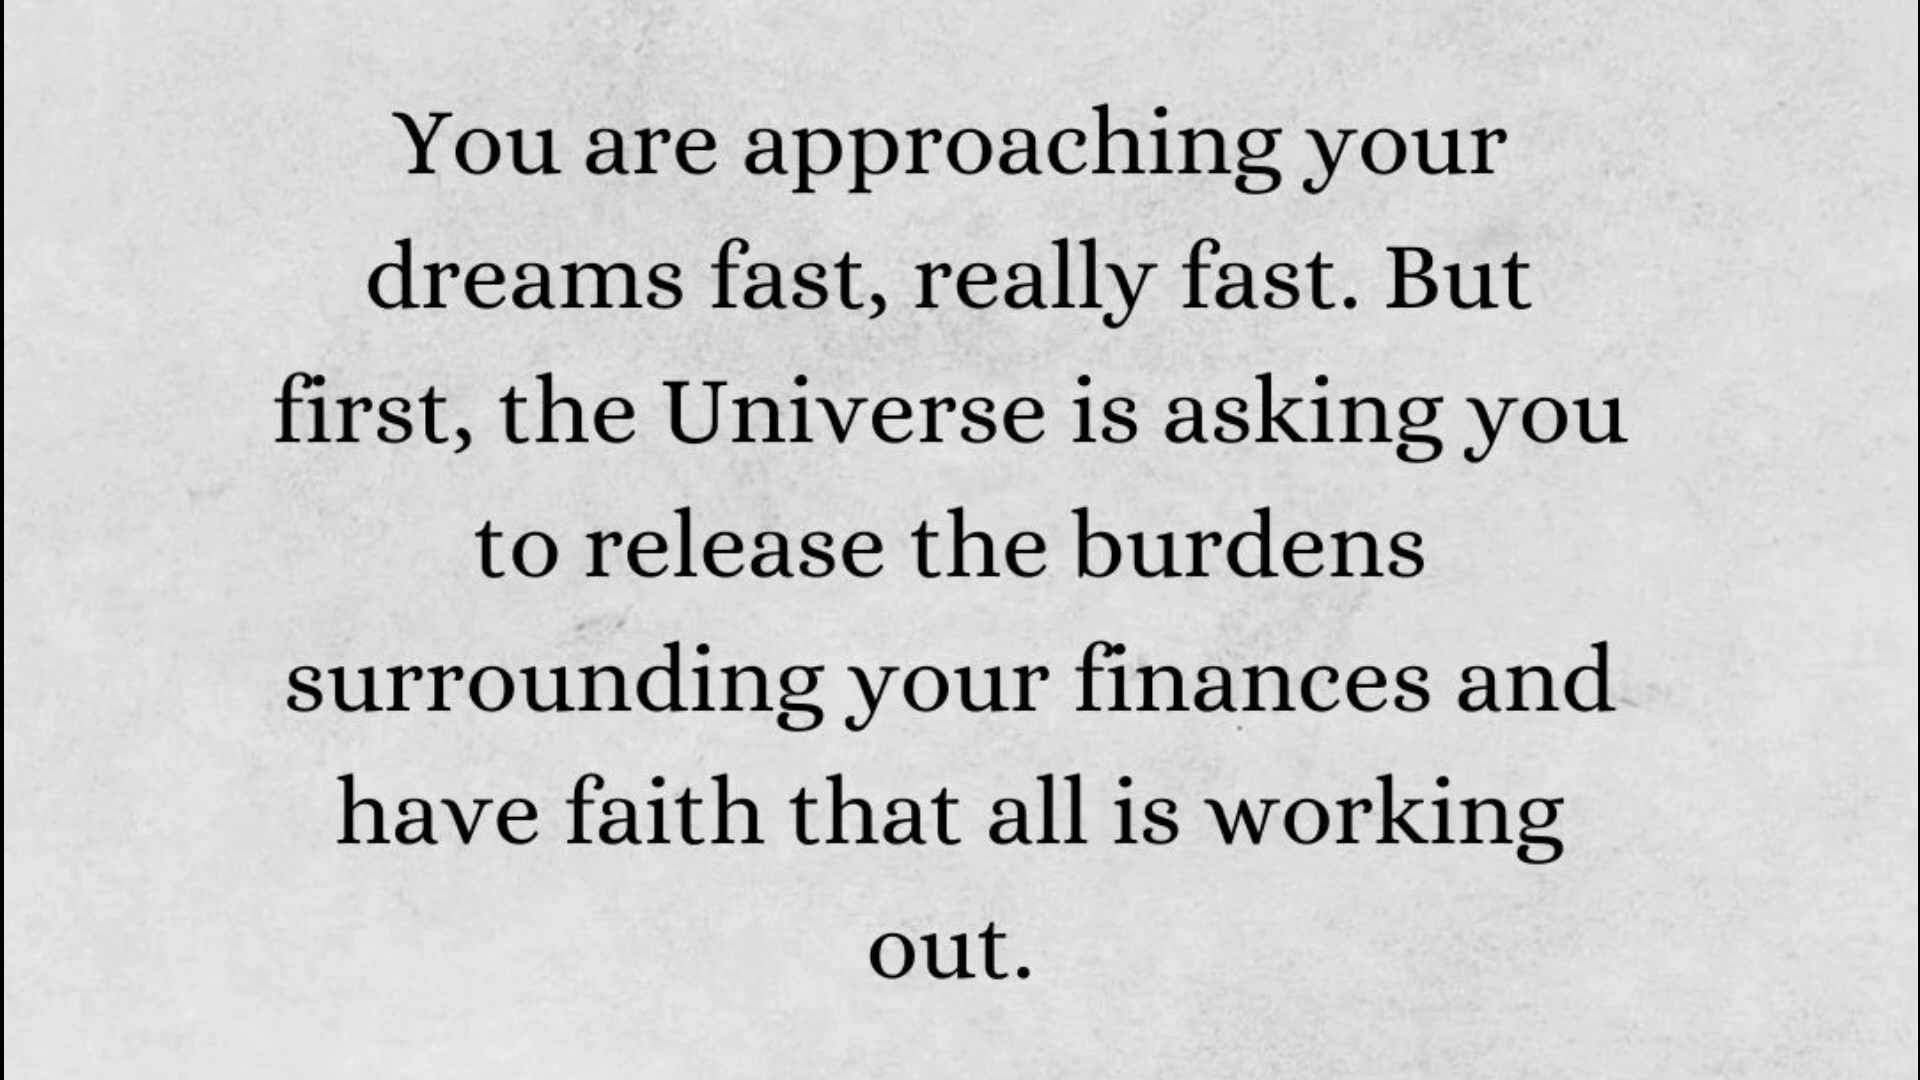 You are approaching your
dreams fast, really fast. But
first, the Universe is asking you
to release the burdens
surrounding your finances and
have faith that all is working
out.